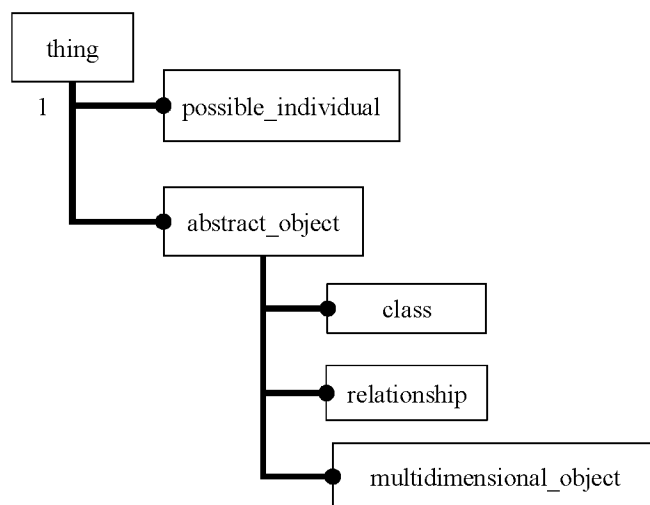 thing
1
possible_individual
abstract_object
class
relationship
multidimensional_object